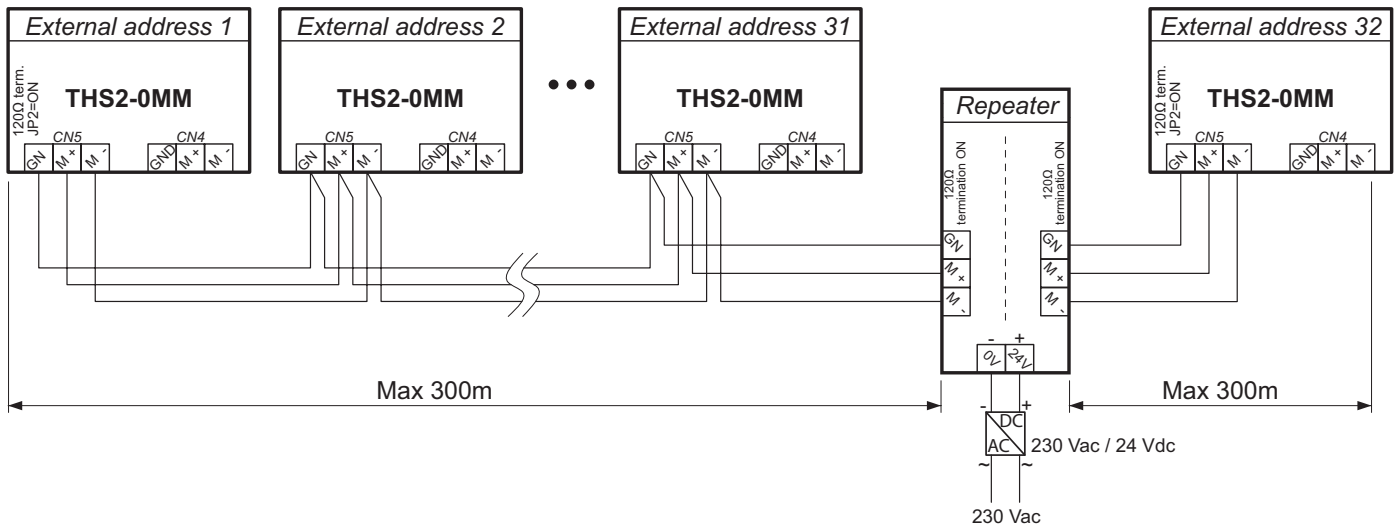 External address 1
120Ω term.
JP2=ON
THS2-0MM
CN5
GN M + M -
CN4
GND M + M -
External address 2
THS2-0MM
CN5
GN M + M -
CN4
GND M + M -
•••
External address 31
THS2-0MM
CN5
GN M + M -
CN4
GND M + M -
Repeater
120Ω
termination ON
GN
M +
M -
120Ω
termination ON
GN
M +
M -
- +
0V 24V
External address 32
120Ω term.
JP2=ON
THS2-0MM
CN5
GN M + M -
CN4
GND M + M -
Max 300m
Max 300m
- +
DC
AC
230 Vac / 24 Vdc
~ ~
230 Vac